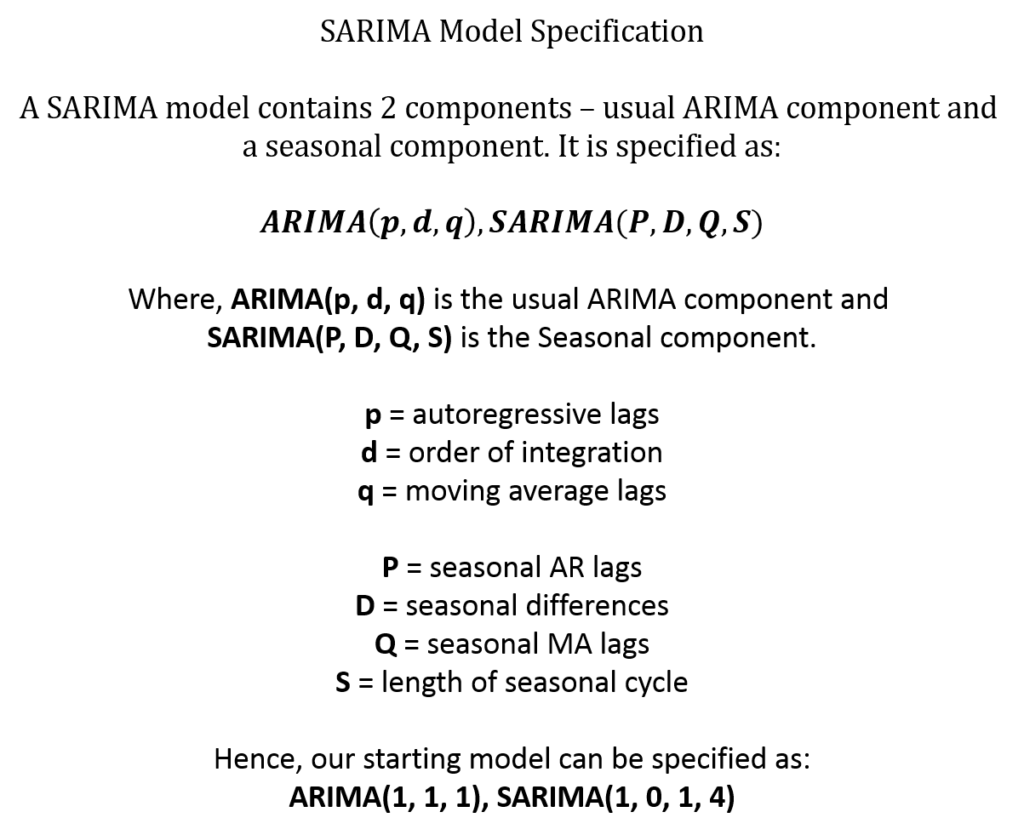 SARIMA Model Specification
A SARIMA model contains 2 components – usual ARIMA component and
a seasonal component. It is specified as:
ARIMA(p, d, q), SARIMA(P, D, Q, S)
Where, ARIMA(p, d, q) is the usual ARIMA component and
SARIMA(P, D, Q, S) is the Seasonal component.
p = autoregressive lags
d = order of integration
q = moving average lags
P = seasonal AR lags
D = seasonal differences
Q = seasonal MA lags
S = length of seasonal cycle
Hence, our starting model can be specified as:
ARIMA(1, 1, 1), SARIMA(1, 0, 1, 4)